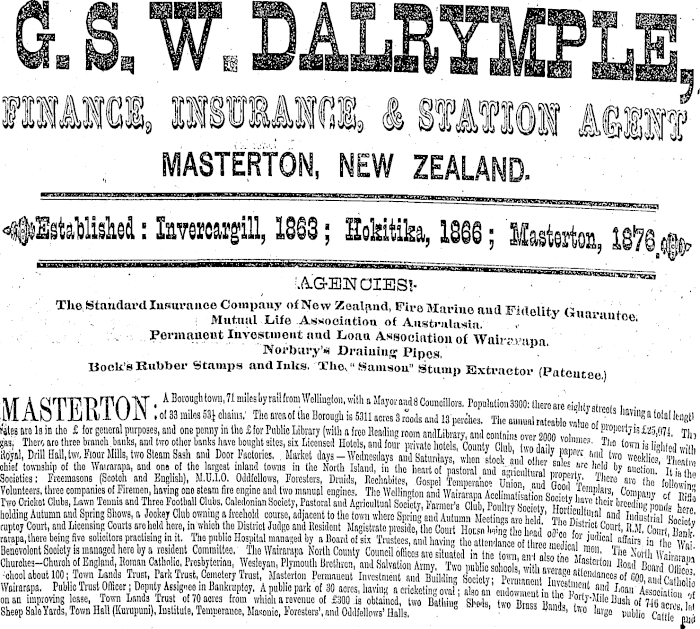 G. S. W. DALRYMPLE,
FINANCE, INSURANCE, & STATION AGENT
MASTERTON, NEW ZEALAND.
Established : Invercargill, 1863 ; Hokitika, 1866 ; Masterton, 1876.
AGENCIES!
The Standard Insurance Company of New Zealand, Fire Marine and Fidelity Guarantee.
Mutual Life Association of Australasia.
Permanent Investment and Loan Association of Wairarapa.
Norbury's Draining Pipes.
Bock's Rubber Stamps and Inks. The "Samson" Stump Extractor (Patentee.)
MASTERTON: A Borough town, 71 miles by rail from Wellington, with a Mayor and 8 Councillors. Population 3300: there are eighty streets having a total length
of 33 miles 53½ chains. The area of the Borough is 5311 acres 3 roods and 13 perches. The annual rateable value of property is £25,074. The
rates are 1s in the £ for general purposes, and one penny in the £ for Public Library (with a free Reading room and Library, and contains over 2000 volumes. The town is lighted with
gas. There are three branch banks, and two other banks have bought sites, six Licensed Hotels, and four private hotels, County Club, two daily papers and two weeklies, Theatre
Royal, Drill Hall, two Flour Mills, two Steam Sash and Door Factories. Market days—Wednesdays and Saturdays, when stock and other sales are held by auction. It is the
chief township of the Wairarapa, and one of the largest inland towns in the North Island, in the heart of pastoral and agricultural property. There are the following
Societies: Freemasons (Scotch and English), M.U.I.O. Oddfellows, Foresters, Druids, Rechabites, Gospel Temperance Union, and Good Templars, Company of Rifle
Volunteers, three companies of Firemen, having one steam fire engine and two manual engines. The Wellington and Wairarapa Acclimatisation Society have their breeding ponds here.
Two Cricket Clubs, Lawn Tennis and Three Football Clubs, Caledonian Society, Pastoral and Agricultural Society, Farmer's Club, Poultry Society, Horticultural and Industrial Society
holding Autumn and Spring Shows, a Jockey Club owning a freehold course, adjacent to the town where Spring and Autumn Meetings are held. The District Court, R.M. Court, Bank-
ruptcy Court, and Licensing Courts are held here, in which the District Judge and Resident Magistrate preside, the Court House being the head office for judicial affairs in the Wai-
rarapa, there being five solicitors practising in it. The public Hospital managed by a Board of six Trustees, and having the attendance of three medical men. The North Wairarapa
Benevolent Society is managed here by a resident Committee. The Wairarapa North County Council offices are situated in the town, and also the Masterton Road Board Offices.
Churches—Church of England, Roman Catholic, Presbyterian, Wesleyan, Plymouth Brethren, and Salvation Army. Two public schools, with average attendances of 600, and Catholic
school about 100; Town Lands Trust, Park Trust, Cemetery Trust, Masterton Permanent Investment and Building Society; Permanent Investment and Loan Association of
Wairarapa. Public Trust Officer; Deputy Assignee in Bankruptcy. A public park of 30 acres, having a cricketing oval; also an endowment in the Forty-Mile Bush of 746 acres, let
on an improving lease, Town Lands Trust of 70 acres from which a revenue of £300 is obtained, two Bathing Sheds, two Brass Bands, two large public Cattle and
Sheep Sale Yards, Town Hall (Kuripuni), Institute, Temperance, Masonic, Foresters', and Oddfellows' Halls.